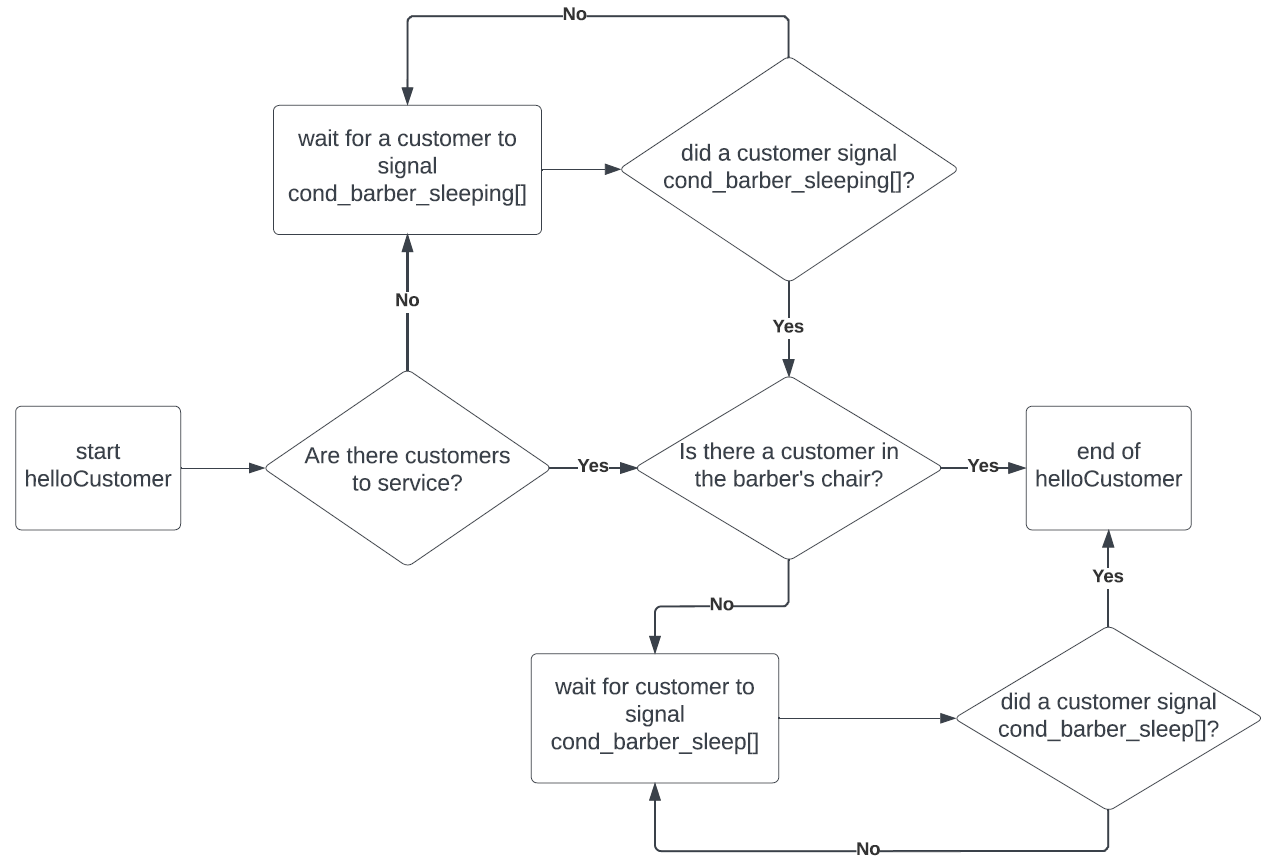 No
wait for a customer to
signal
cond_barber_sleeping[]
did a customer signal
cond_barber_sleeping[]?
No
Yes
start
helloCustomer
Are there customers
to service?
Yes
Is there a customer in
the barber's chair?
Yes
end of
helloCustomer
No
Yes
wait for customer to
signal
cond_barber_sleep[]
did a customer signal
cond_barber_sleep[]?
No